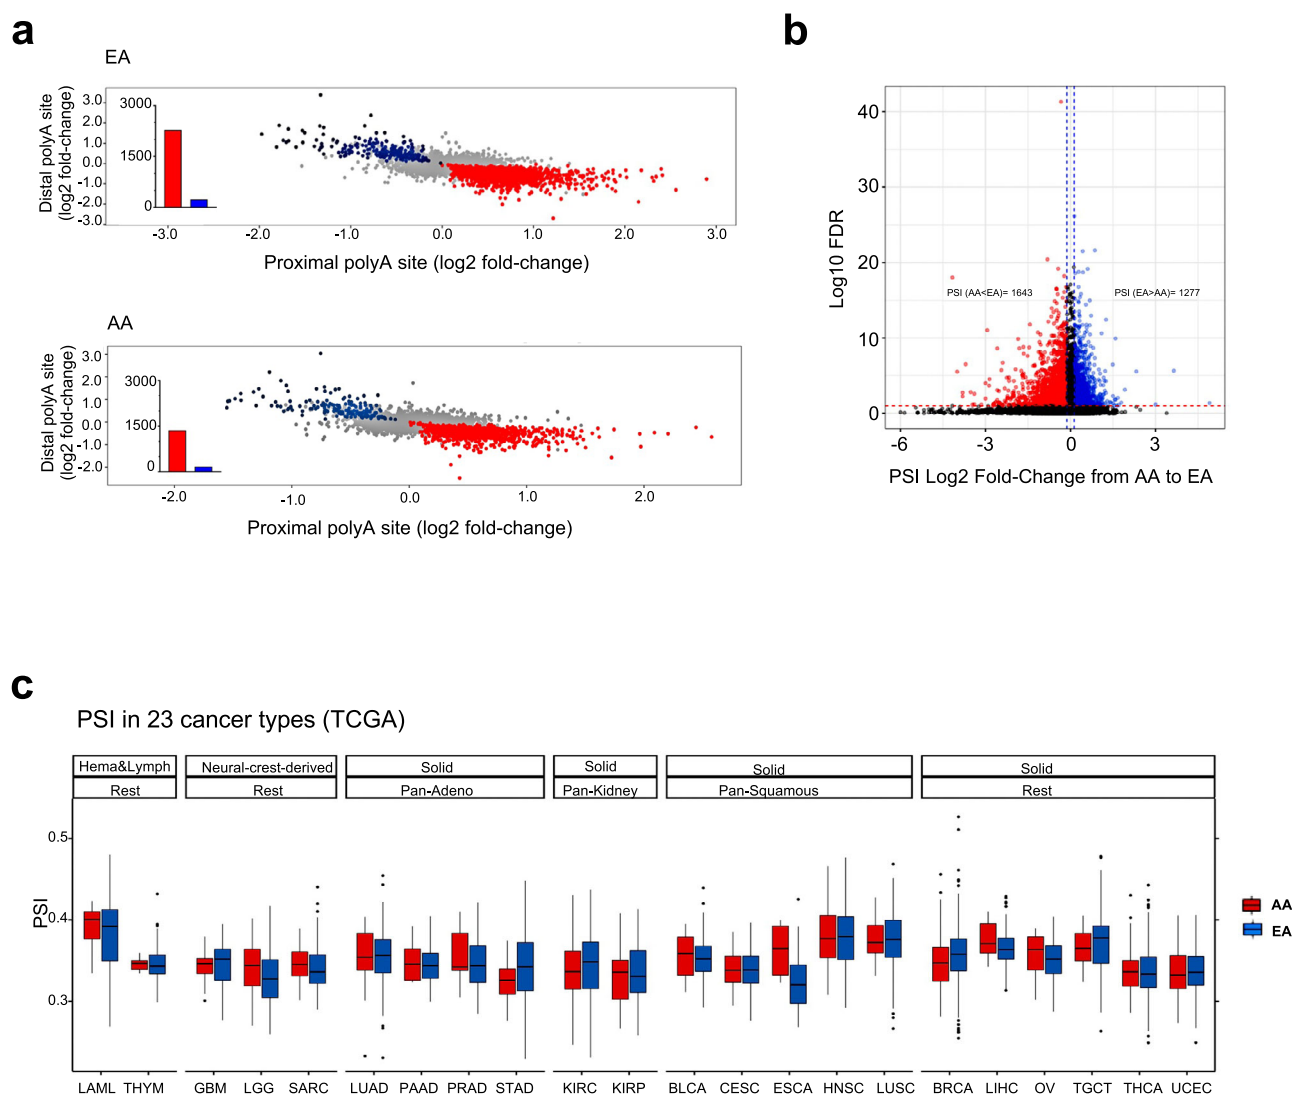 a
EA
Distal polyA site
(log2 fold-change)
3.0
2.0
1.0
0.0
-1.0
-2.0
-3.0
3000
1500
0
-3.0 -2.0 -1.0 0.0 1.0 2.0 3.0
Proximal polyA site (log2 fold-change)
AA
Distal polyA site
(log2 fold-change)
3.0
2.0
1.0
0.0
-1.0
-2.0
3000
1500
0
-2.0 -1.0 0.0 1.0 2.0
Proximal polyA site (log2 fold-change)
b
Log10 FDR
40
30
20
10
0
PSI (AA<EA)= 1643
PSI (EA>AA)= 1277
-6 -3 0 3
PSI Log2 Fold-Change from AA to EA
c
PSI in 23 cancer types (TCGA)
Hema&Lymph Neural-crest-derived Solid Solid Solid Solid
Rest Rest Pan-Adeno Pan-Kidney Pan-Squamous Rest
PSI
0.5
0.4
0.3
LAML THYM GBM LGG SARC LUAD PAAD PRAD STAD KIRC KIRP BLCA CESC ESCA HNSC LUSC BRCA LIHC OV TGCT THCA UCEC
AA
EA